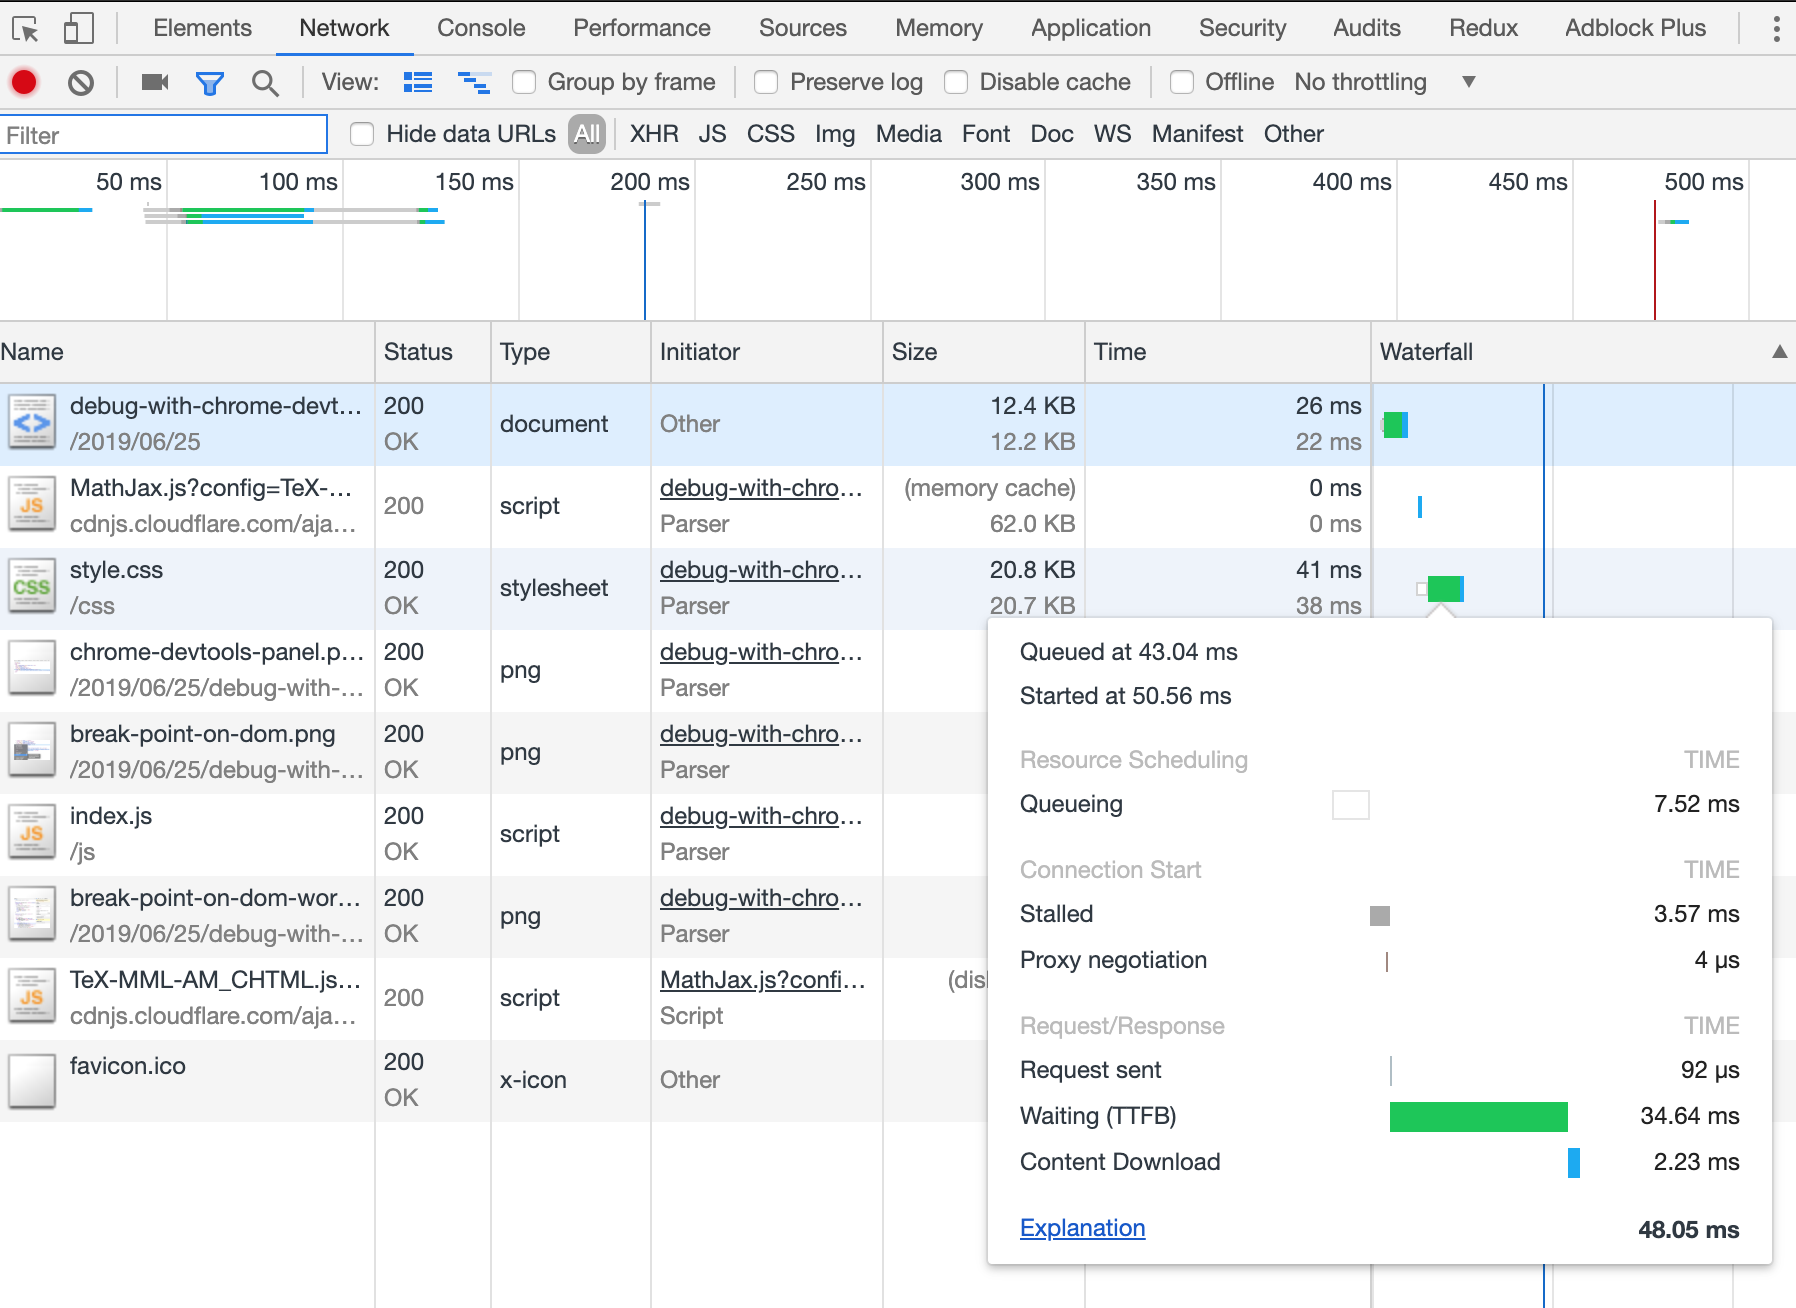 Elements Network Console Performance Sources Memory Application Security Audits Redux Adblock Plus
View: Group by frame Preserve log Disable cache Offline No throttling ▼
Filter Hide data URLs All XHR JS CSS Img Media Font Doc WS Manifest Other
50 ms 100 ms 150 ms 200 ms 250 ms 300 ms 350 ms 400 ms 450 ms 500 ms
Name Status Type Initiator Size Time Waterfall ▲
debug-with-chrome-devt… 200 document Other 12.4 KB 26 ms
/2019/06/25 OK 12.2 KB 22 ms
JS MathJax.js?config=TeX-… 200 script debug-with-chro… (memory cache) 0 ms
cdnjs.cloudflare.com/aja… Parser 62.0 KB 0 ms
CSS style.css 200 stylesheet debug-with-chro… 20.8 KB 41 ms
/css OK Parser 20.7 KB 38 ms
chrome-devtools-panel.p… 200 png debug-with-chro…
/2019/06/25/debug-with-… OK Parser
break-point-on-dom.png 200 png debug-with-chro…
/2019/06/25/debug-with-… OK Parser
JS index.js 200 script debug-with-chro…
/js OK Parser
break-point-on-dom-wor… 200 png debug-with-chro…
/2019/06/25/debug-with-… OK Parser
JS TeX-MML-AM_CHTML.js… 200 script MathJax.js?confi… (dis
cdnjs.cloudflare.com/aja… Script
favicon.ico 200 x-icon Other
OK
Queued at 43.04 ms
Started at 50.56 ms
Resource Scheduling TIME
Queueing 7.52 ms
Connection Start TIME
Stalled 3.57 ms
Proxy negotiation 4 µs
Request/Response TIME
Request sent 92 µs
Waiting (TTFB) 34.64 ms
Content Download 2.23 ms
Explanation 48.05 ms